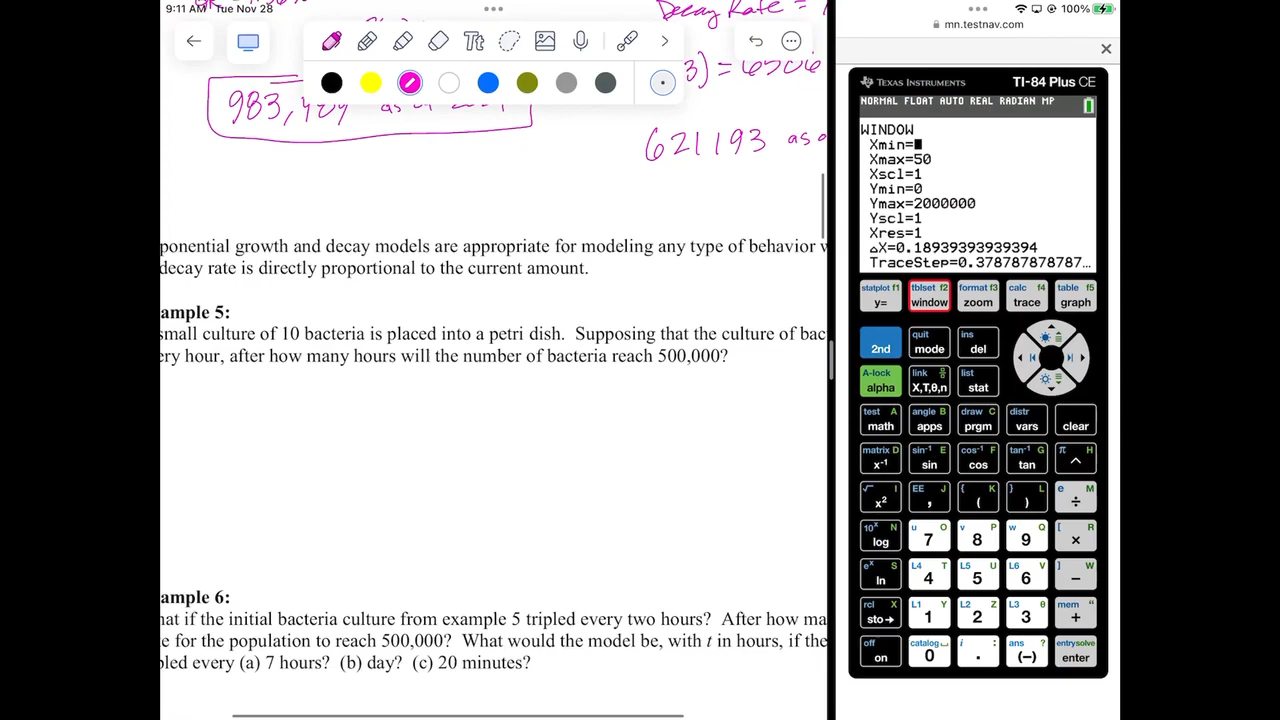 9:11 AM Tue Nov 28
100%
mn.testnav.com
Tt
Decay Rate =
983,
as of
3) = 6506
621193 as o
ponential growth and decay models are appropriate for modeling any type of behavior
decay rate is directly proportional to the current amount.
ample 5:
small culture of 10 bacteria is placed into a petri dish. Supposing that the culture of bac
ery hour, after how many hours will the number of bacteria reach 500,000?
ample 6:
hat if the initial bacteria culture from example 5 tripled every two hours? After how ma
e for the population to reach 500,000? What would the model be, with t in hours, if the
pled every (a) 7 hours? (b) day? (c) 20 minutes?
TEXAS INSTRUMENTS TI-84 Plus CE
NORMAL FLOAT AUTO REAL RADIAN MP
WINDOW
Xmin=
Xmax=50
Xscl=1
Ymin=0
Ymax=2000000
Yscl=1
Xres=1
△X=0.18939393939394
TraceStep=0.378787878787…
statplot f1 tblset f2 format f3 calc f4 table f5
y= window zoom trace graph
quit ins
2nd mode del
A-lock link list
alpha X,T,θ,n stat
test A angle B draw C distr
math apps prgm vars clear
matrix D sin⁻¹ E cos⁻¹ F tan⁻¹ G π H
x⁻¹ sin cos tan ^
√ I EE J { K } L e M
x² , ( ) ÷
10ˣ N u O v P w Q [ R
log 7 8 9 ×
eˣ S L4 T L5 U L6 V ] W
ln 4 5 6 −
rcl X L1 Y L2 Z L3 θ mem "
sto→ 1 2 3 +
off catalog i : ans ? entry solve
on 0 . (−) enter